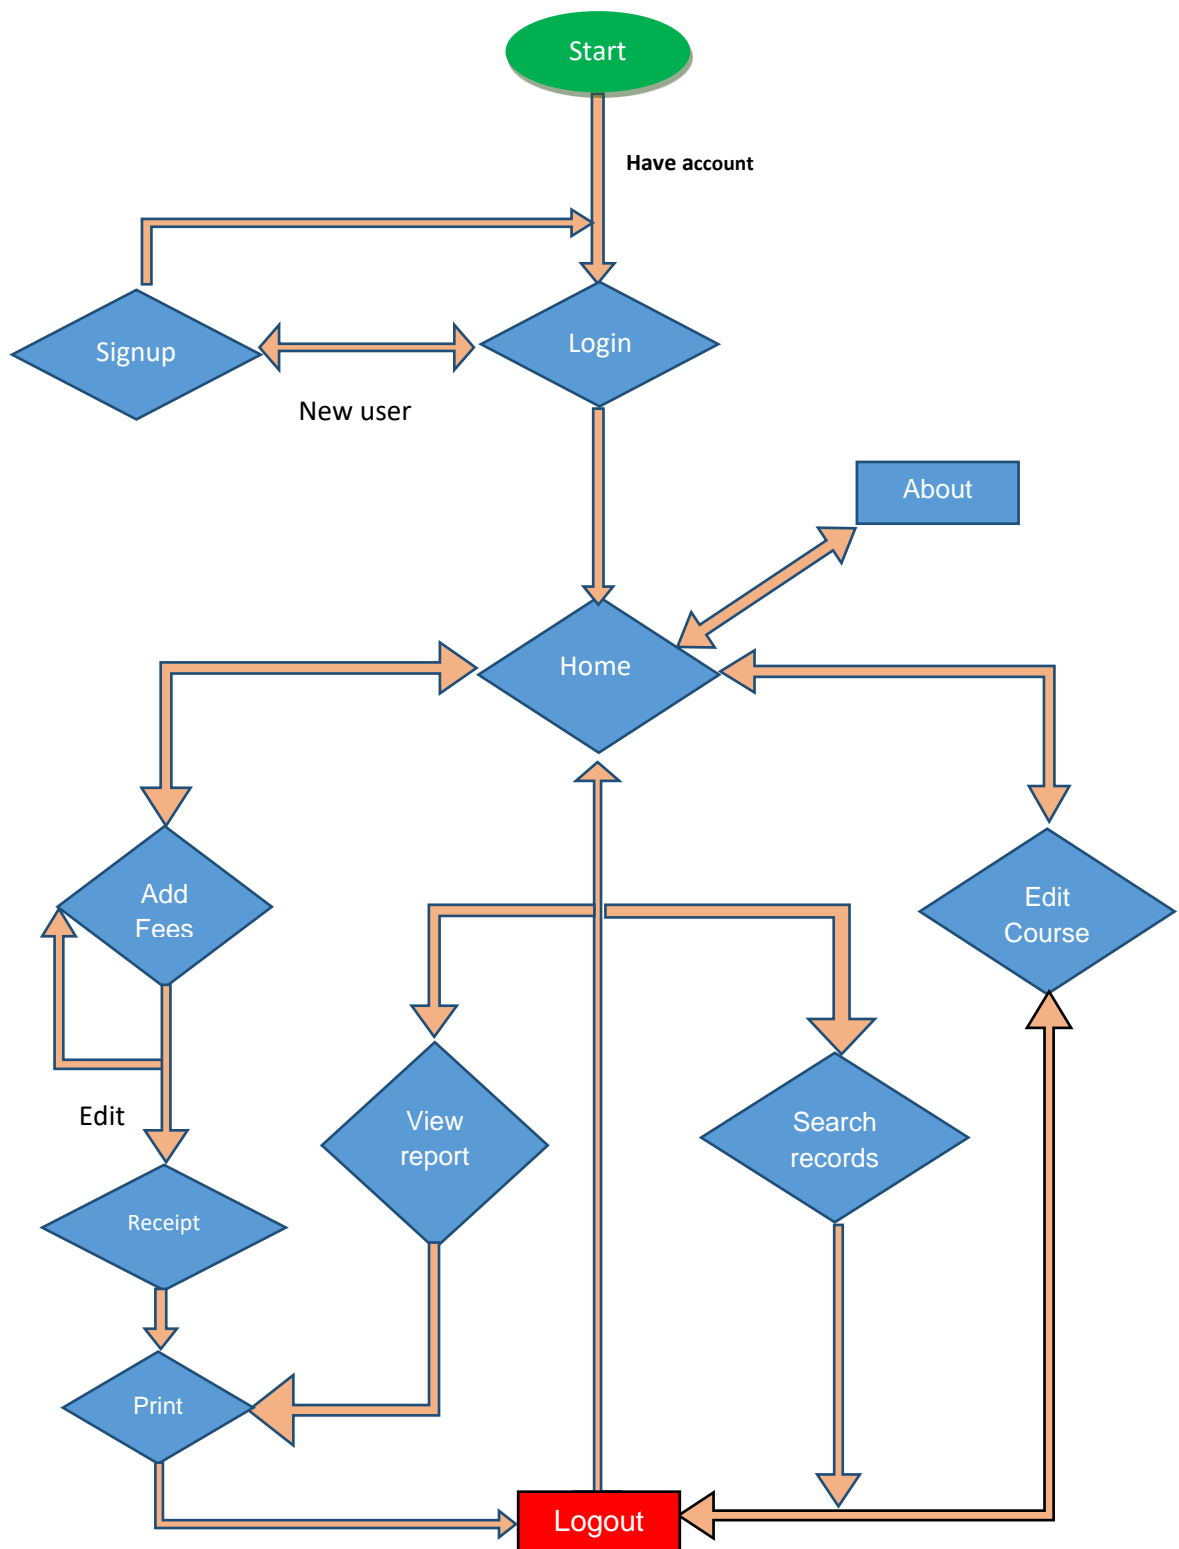 Start
Have account
Signup
Login
New user
About
Home
Add
Fees
Edit
Course
Edit
View
report
Search
records
Receipt
Print
Logout